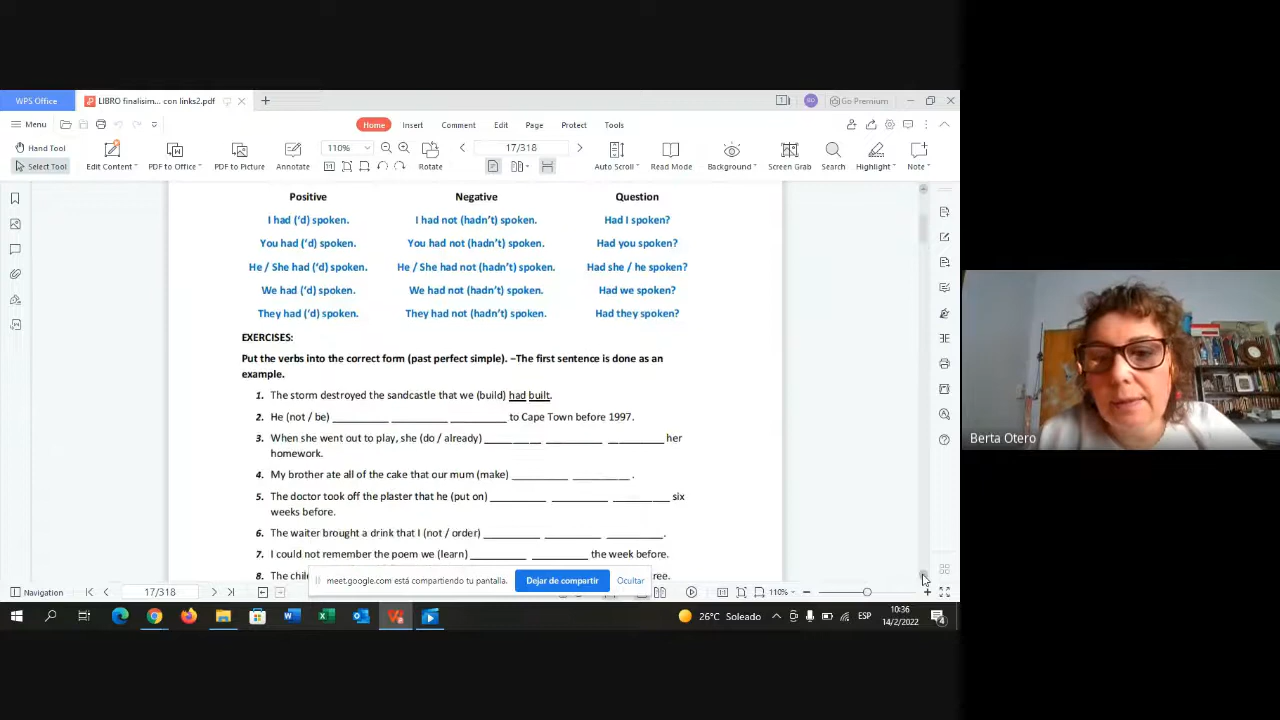 WPS Office LIBRO finalisim... con links2.pdf Go Premium
Menu Home Insert Comment Edit Page Protect Tools
Hand Tool 110% 17/318
Select Tool Edit Content PDF to Office PDF to Picture Annotate Rotate Auto Scroll Read Mode Background Screen Grab Search Highlight Note
Positive Negative Question
I had ('d) spoken. I had not (hadn't) spoken. Had I spoken?
You had ('d) spoken. You had not (hadn't) spoken. Had you spoken?
He / She had ('d) spoken. He / She had not (hadn't) spoken. Had she / he spoken?
We had ('d) spoken. We had not (hadn't) spoken. Had we spoken?
They had ('d) spoken. They had not (hadn't) spoken. Had they spoken?
EXERCISES:
Put the verbs into the correct form (past perfect simple). –The first sentence is done as an
example.
1. The storm destroyed the sandcastle that we (build) had built.
2. He (not / be) __________ __________ __________ to Cape Town before 1997.
3. When she went out to play, she (do / already) __________ __________ __________ her
homework.
4. My brother ate all of the cake that our mum (make) __________ __________ .
5. The doctor took off the plaster that he (put on) __________ __________ __________ six
weeks before.
6. The waiter brought a drink that I (not / order) __________ __________ __________.
7. I could not remember the poem we (learn) __________ __________ the week before.
8. The chil
meet.google.com está compartiendo tu pantalla. Dejar de compartir Ocultar
Navigation 17/318 110%
26°C Soleado ESP 10:36
14/2/2022
Berta Otero